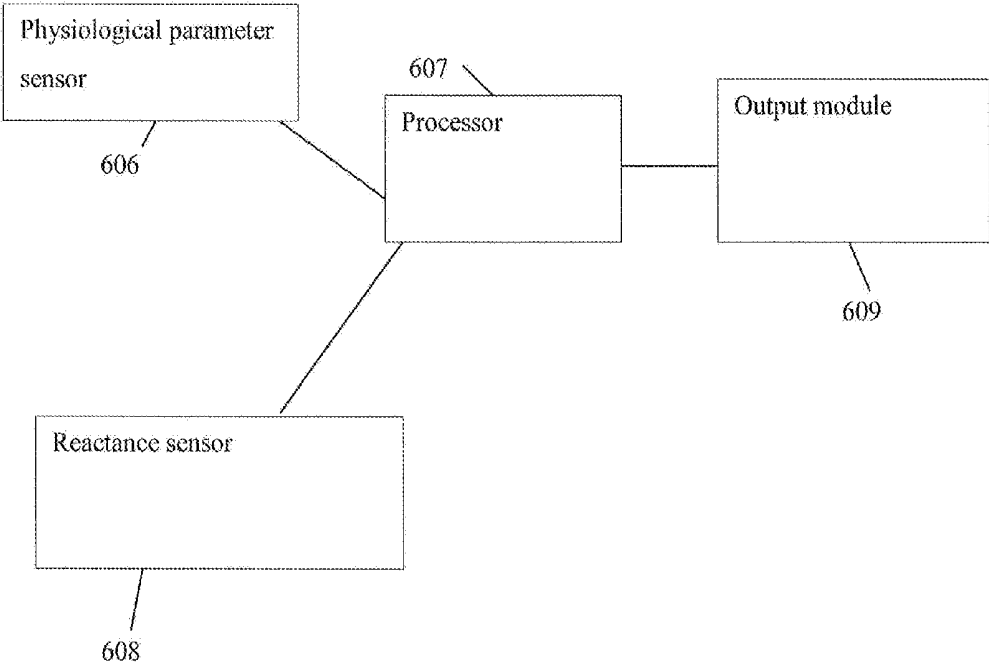 Physiological parameter
sensor
606
607
Processor
Output module
609
Reactance sensor
608